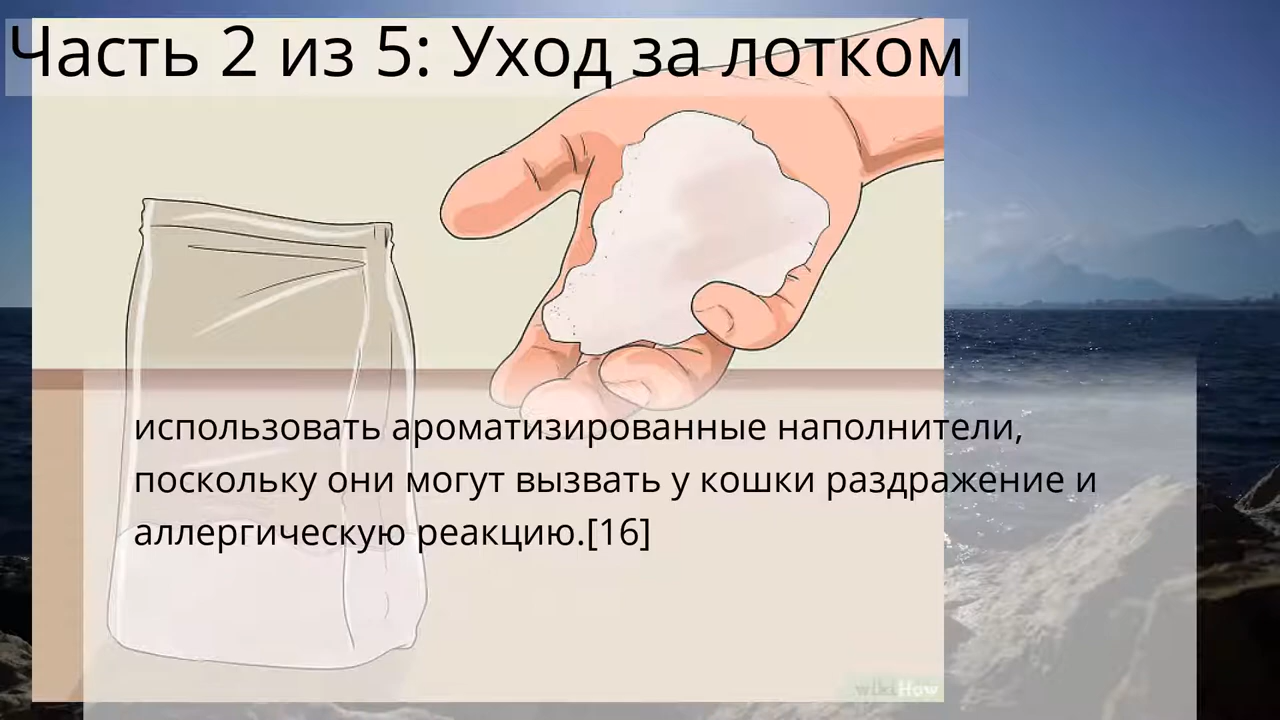 Часть 2 из 5: Уход за лотком
использовать ароматизированные наполнители,
поскольку они могут вызвать у кошки раздражение и
аллергическую реакцию.[16]
wikiHow